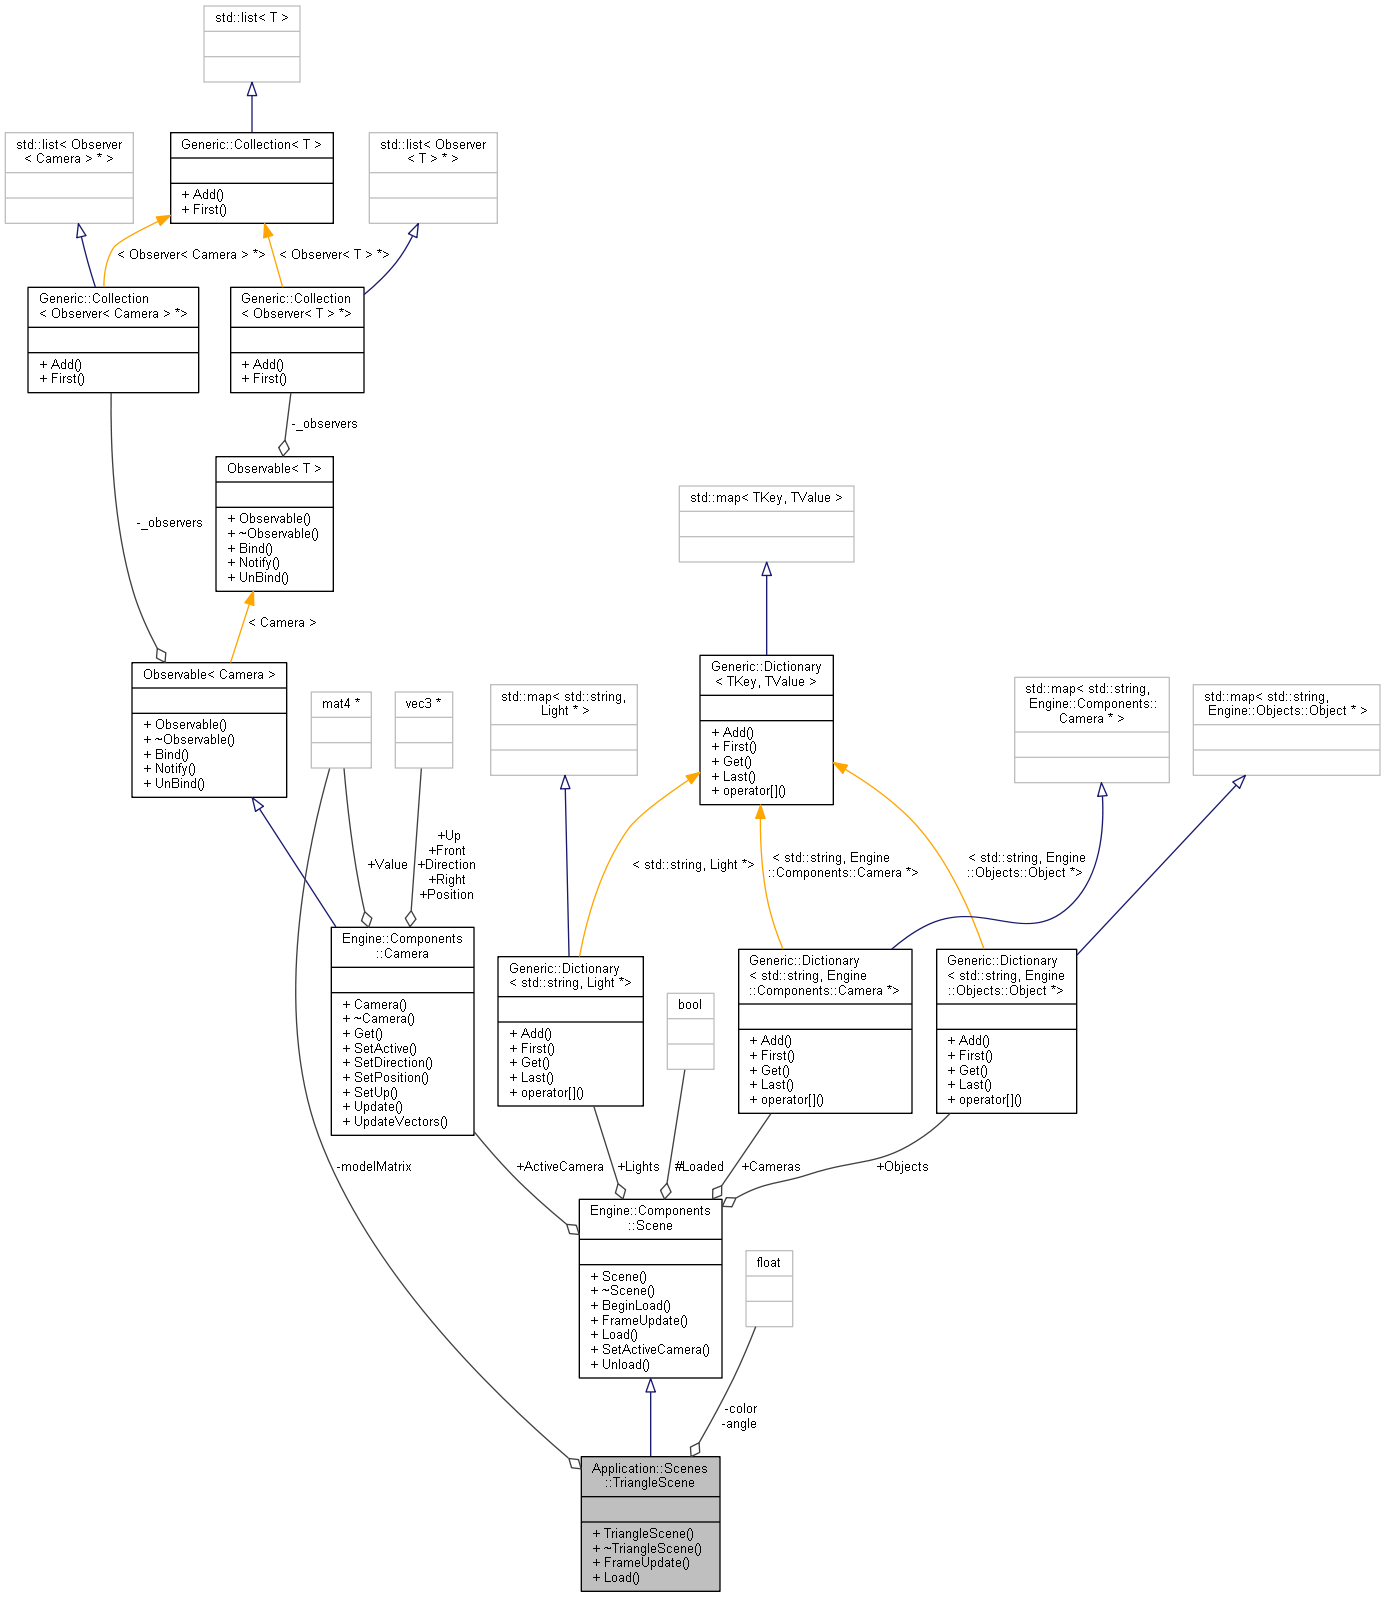 std::list< T >
std::list< Observer
< Camera > * >
Generic::Collection< T >
+ Add()
+ First()
std::list< Observer
< T > * >
< Observer< Camera > *>
< Observer< T > *>
Generic::Collection
< Observer< Camera > *>
+ Add()
+ First()
Generic::Collection
< Observer< T > *>
+ Add()
+ First()
-_observers
Observable< T >
+ Observable()
+ ~Observable()
+ Bind()
+ Notify()
+ UnBind()
-_observers
std::map< TKey, TValue >
< Camera >
Observable< Camera >
+ Observable()
+ ~Observable()
+ Bind()
+ Notify()
+ UnBind()
mat4 *
vec3 *
std::map< std::string,
Light * >
Generic::Dictionary
< TKey, TValue >
+ Add()
+ First()
+ Get()
+ Last()
+ operator[]()
std::map< std::string,
Engine::Components::
Camera * >
std::map< std::string,
Engine::Objects::Object * >
+Value
+Up
+Front
+Direction
+Right
+Position
< std::string, Light *>
< std::string, Engine
::Components::Camera *>
< std::string, Engine
::Objects::Object *>
Engine::Components
::Camera
+ Camera()
+ ~Camera()
+ Get()
+ SetActive()
+ SetDirection()
+ SetPosition()
+ SetUp()
+ Update()
+ UpdateVectors()
Generic::Dictionary
< std::string, Light *>
+ Add()
+ First()
+ Get()
+ Last()
+ operator[]()
bool
Generic::Dictionary
< std::string, Engine
::Components::Camera *>
+ Add()
+ First()
+ Get()
+ Last()
+ operator[]()
Generic::Dictionary
< std::string, Engine
::Objects::Object *>
+ Add()
+ First()
+ Get()
+ Last()
+ operator[]()
-modelMatrix
+ActiveCamera
+Lights
#Loaded
+Cameras
+Objects
Engine::Components
::Scene
+ Scene()
+ ~Scene()
+ BeginLoad()
+ FrameUpdate()
+ Load()
+ SetActiveCamera()
+ Unload()
float
-color
-angle
Application::Scenes
::TriangleScene
+ TriangleScene()
+ ~TriangleScene()
+ FrameUpdate()
+ Load()